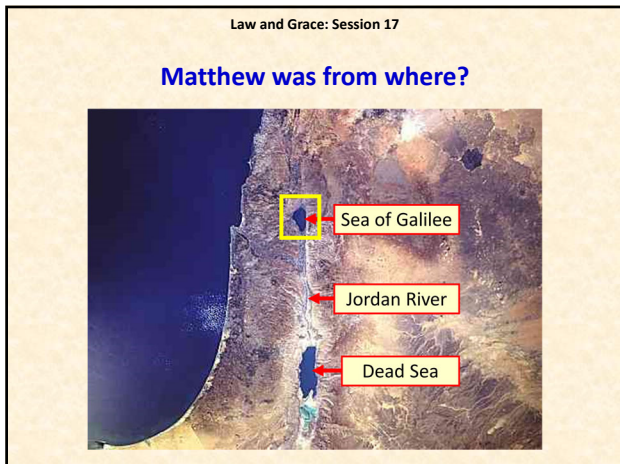 Law and Grace: Session 17
Matthew was from where?
Sea of Galilee
Jordan River
Dead Sea